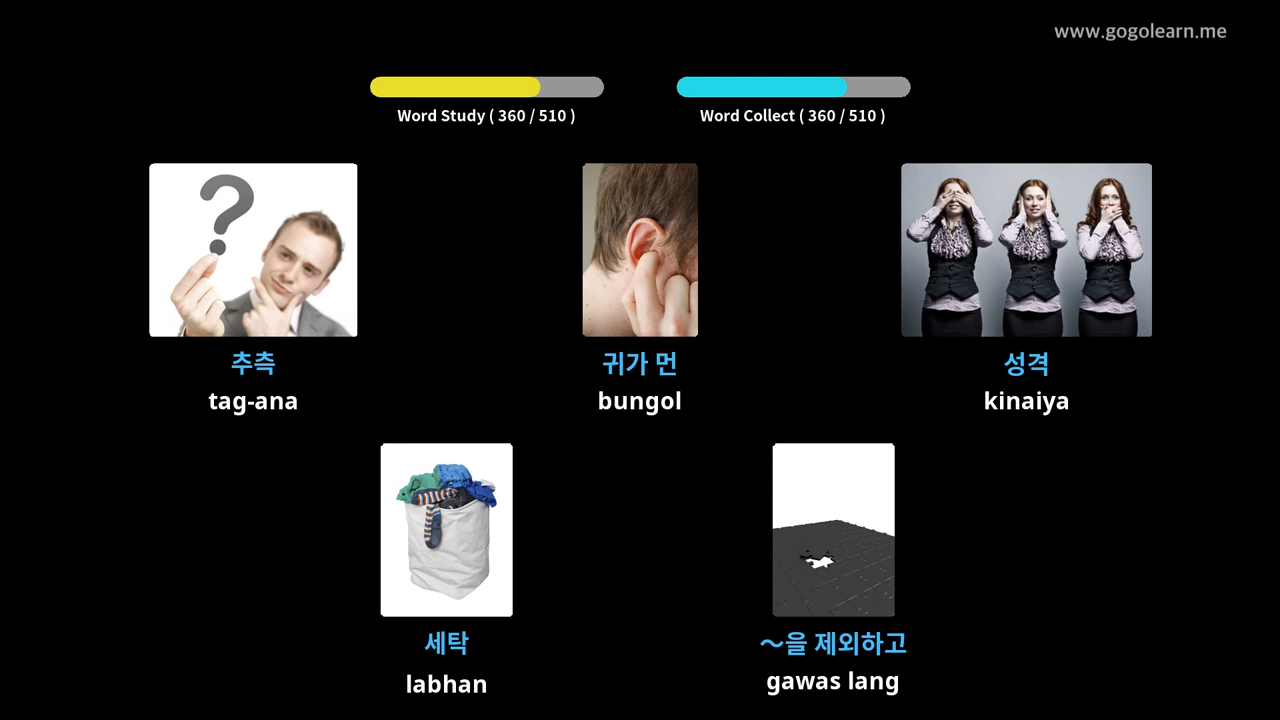 www.gogolearn.me
Word Study ( 360 / 510 )
Word Collect ( 360 / 510 )
추측
tag-ana
귀가 먼
bungol
성격
kinaiya
세탁
labhan
～을 제외하고
gawas lang